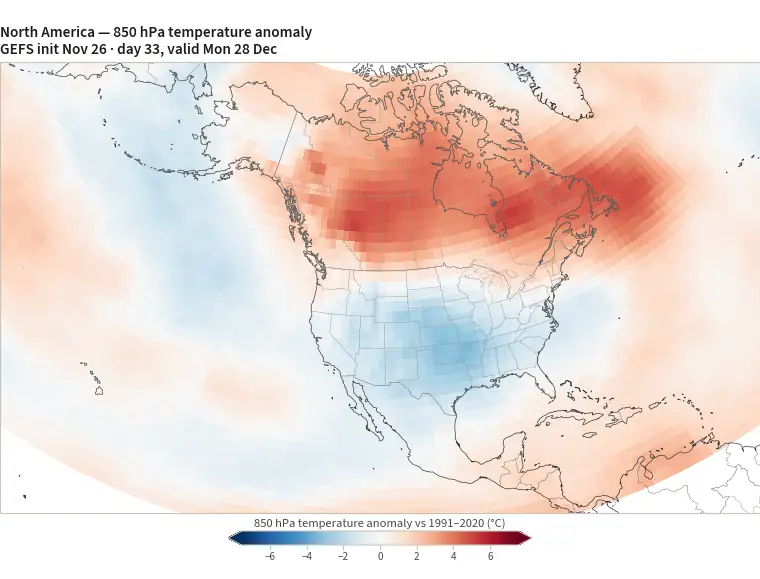 North America — 850 hPa temperature anomaly
GEFS init Nov 26 · day 33, valid Mon 28 Dec
850 hPa temperature anomaly vs 1991–2020 (°C)
−6 −4 −2 0 2 4 6